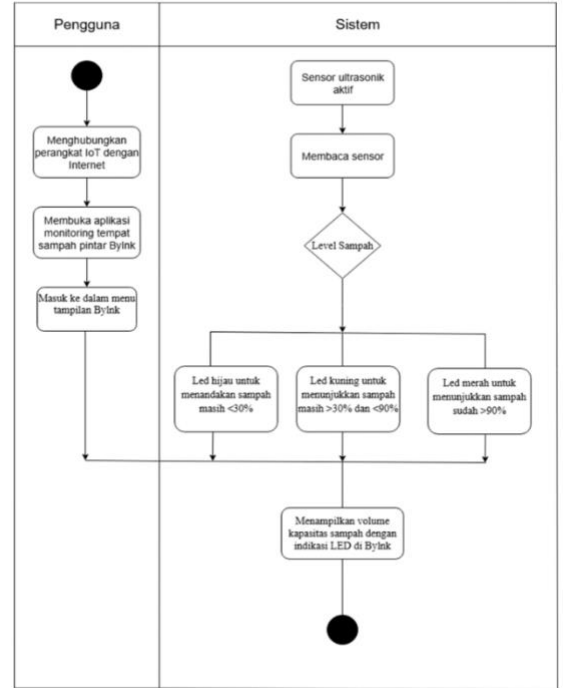 Pengguna
Sistem
Menghubungkan
perangkat IoT dengan
Internet
Membuka aplikasi
monitoring tempat
sampah pintar Bylnk
Masuk ke dalam menu
tampilan Bylnk
Sensor ultrasonik
aktif
Membaca sensor
Level Sampah
Led hijau untuk
menandakan sampah
masih <30%
Led kuning untuk
menunjukkan sampah
masih >30% dan <90%
Led merah untuk
menunjukkan sampah
sudah >90%
Menampilkan volume
kapasitas sampah dengan
indikasi LED di Bylnk